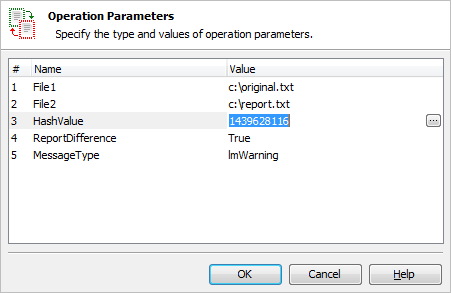 Operation Parameters
Specify the type and values of operation parameters.
# Name Value
1 File1 c:\original.txt
2 File2 c:\report.txt
3 HashValue 1439628116 ...
4 ReportDifference True
5 MessageType lmWarning
OK Cancel Help